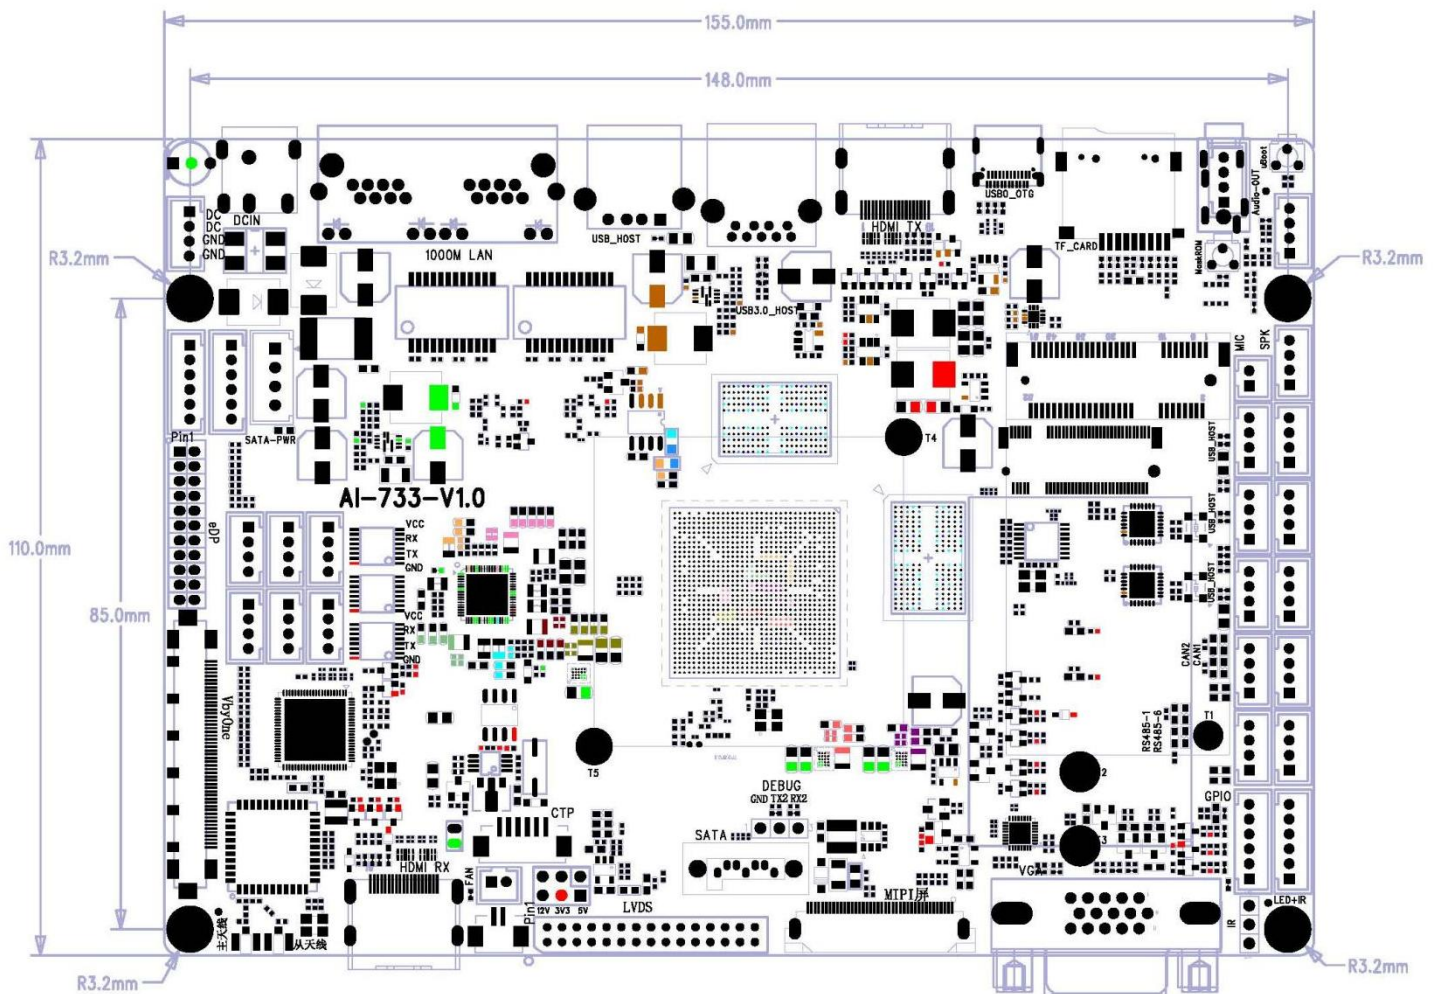 155.0mm
148.0mm
R3.2mm
DC
DC
GND
GND
DCIN
1000M LAN
USB_HOST
USB3.0_HOST
HDMI TX
USB0_OTG
TF_CARD
MaskROM
Audio-OUT
uBoot
R3.2mm
MIC
SPK
110.0mm
85.0mm
SATA-PWR
Pin1
eDP
AI-733-V1.0
VCC
RX
TX
GND
VCC
RX
TX
GND
T4
USB_HOST
USB_HOST
USB_HOST
CAN2
CAN1
RS485-1
RS485-6
T1
VbyOne
T5
DEBUG
GND TX2 RX2
GPIO
CTP
SATA
HDMI RX
FAN
Pin1
12V 3V3 5V
LVDS
MIPI屏
VGA
IR
LED+IR
主天线
从天线
R3.2mm
R3.2mm